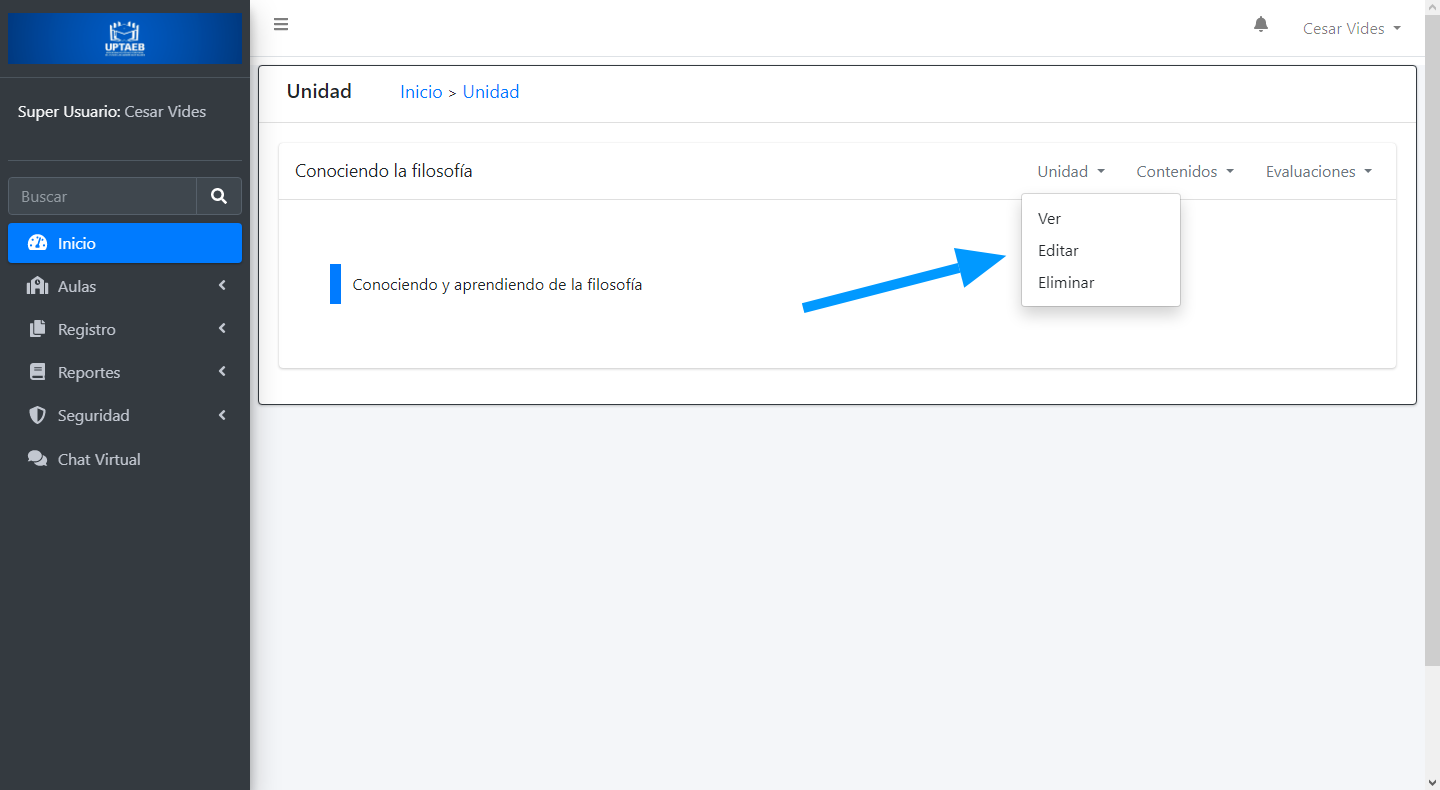 UPTAEB
Super Usuario: Cesar Vides
Buscar
Inicio
Aulas
Registro
Reportes
Seguridad
Chat Virtual
Cesar Vides
Unidad
Inicio > Unidad
Conociendo la filosofía
Unidad
Contenidos
Evaluaciones
Ver
Editar
Eliminar
Conociendo y aprendiendo de la filosofía